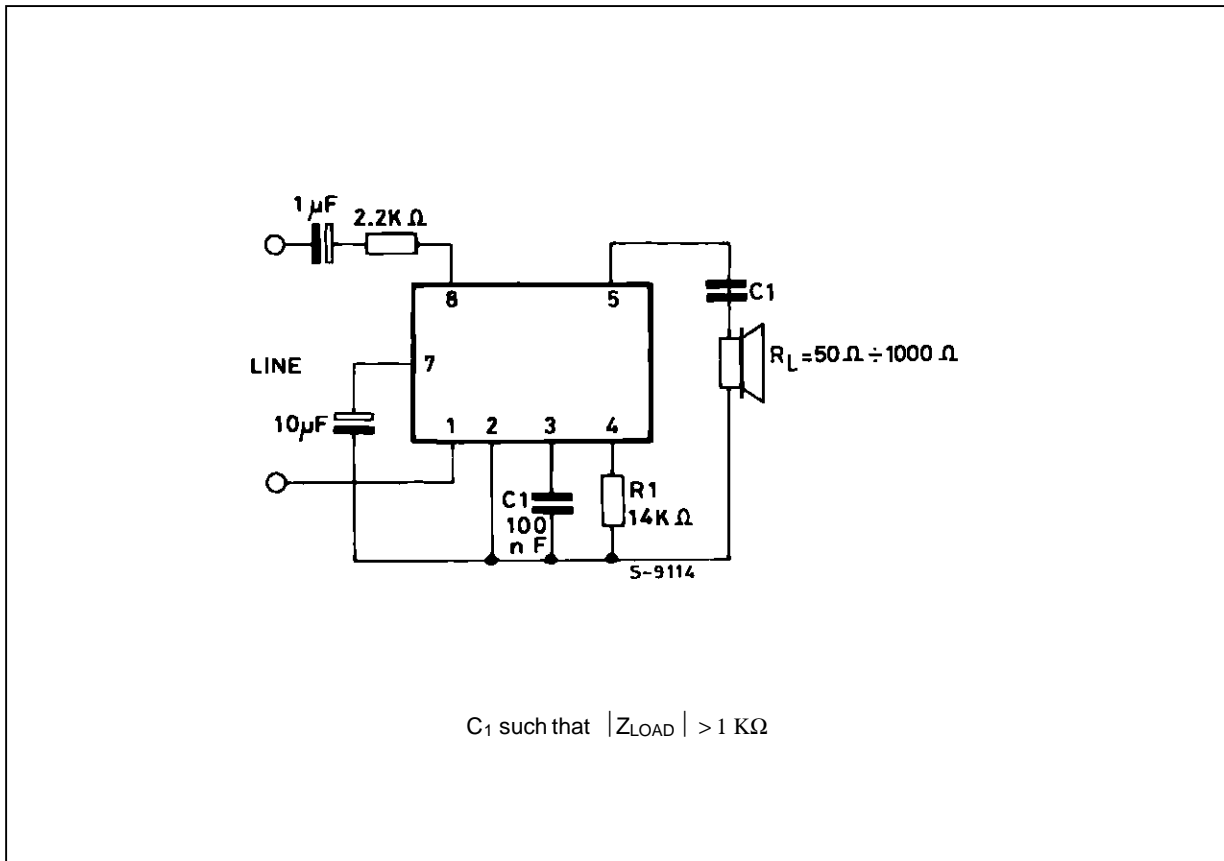 1 µF
2.2K Ω
8
5
C1
LINE
7
R_L = 50 Ω ÷ 1000 Ω
10µF
1
2
3
4
C1
100
n F
R1
14K Ω
S-9114
C₁ such that |Z_LOAD| > 1 KΩ